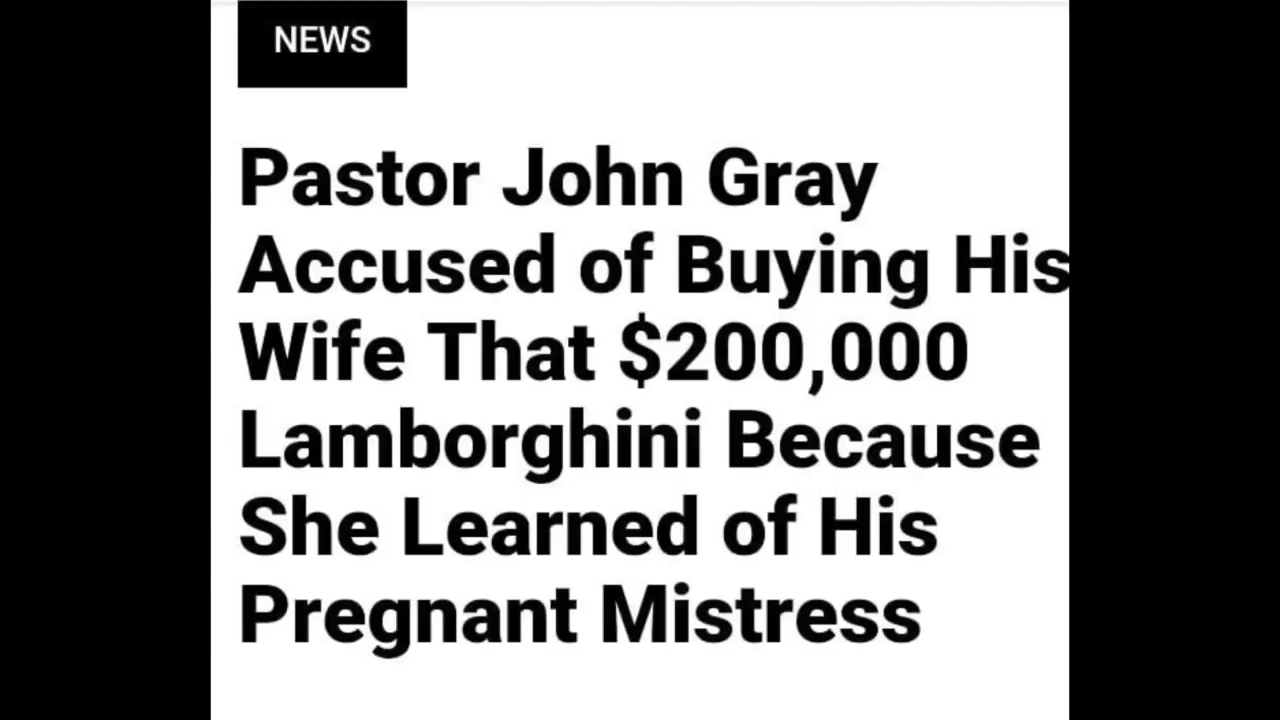 NEWS
Pastor John Gray
Accused of Buying His
Wife That $200,000
Lamborghini Because
She Learned of His
Pregnant Mistress